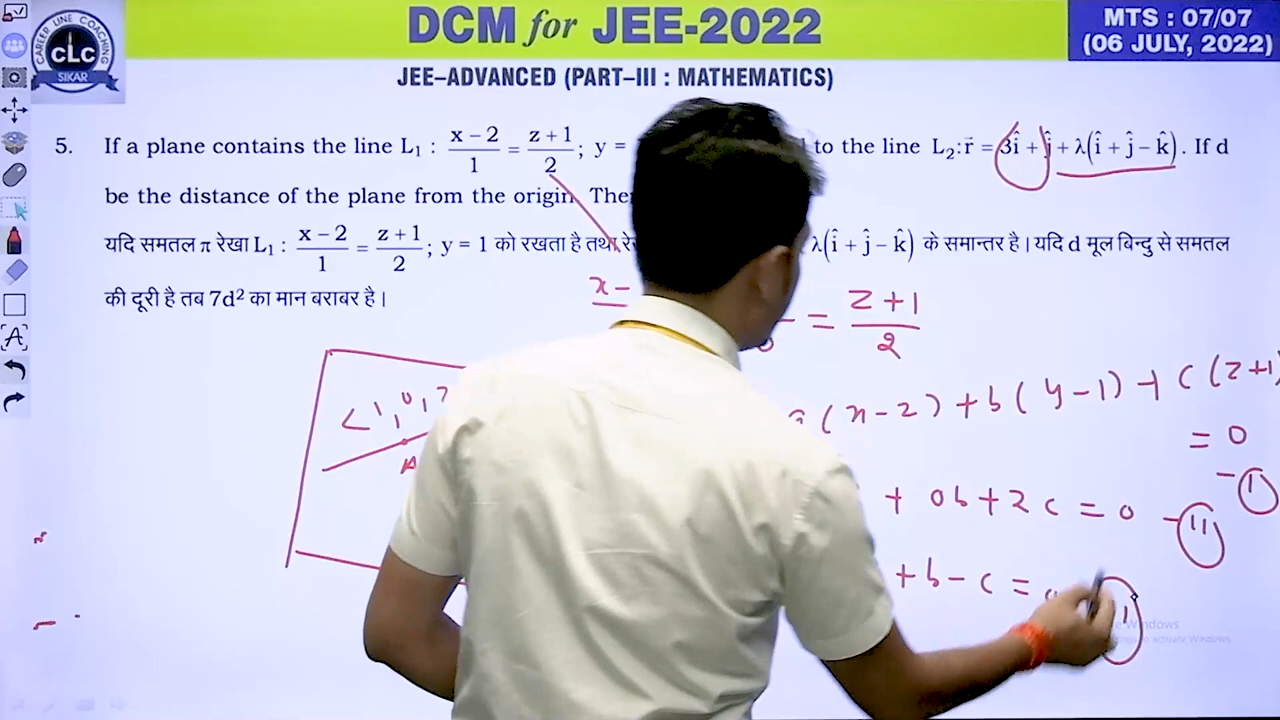 DCM for JEE-2022
MTS : 07/07
(06 JULY, 2022)
CAREER LINE COACHING
CLC
SIKAR
JEE–ADVANCED (PART–III : MATHEMATICS)
5. If a plane contains the line L₁ : (x – 2)/1 = (z + 1)/2 ; y = to the line L₂:r⃗ = 3î + ĵ + λ(î + ĵ – k̂). If d
be the distance of the plane from the origin. The
यदि समतल π रेखा L₁ : (x – 2)/1 = (z + 1)/2 ; y = 1 को रखता है तथा λ(î + ĵ – k̂) के समान्तर है। यदि d मूल बिन्दु से समतल
की दूरी है तब 7d² का मान बराबर है।
x – = (z + 1)/2
< 1, 0, 2
A
(x – 2) + b(y – 1) + c(z + 1)
= 0
– (I)
+ 0b + 2c = 0 – (II)
+ b – c =